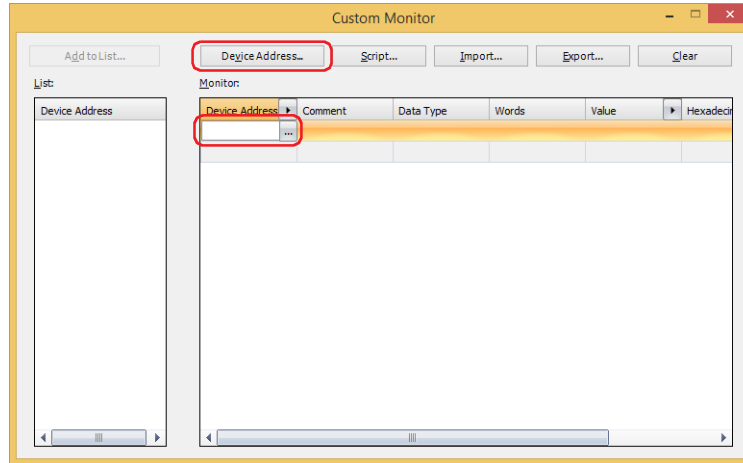 Custom Monitor
Add to List... Device Address... Script... Import... Export... Clear
List: Monitor:
Device Address Device Address Comment Data Type Words Value Hexadecin
...